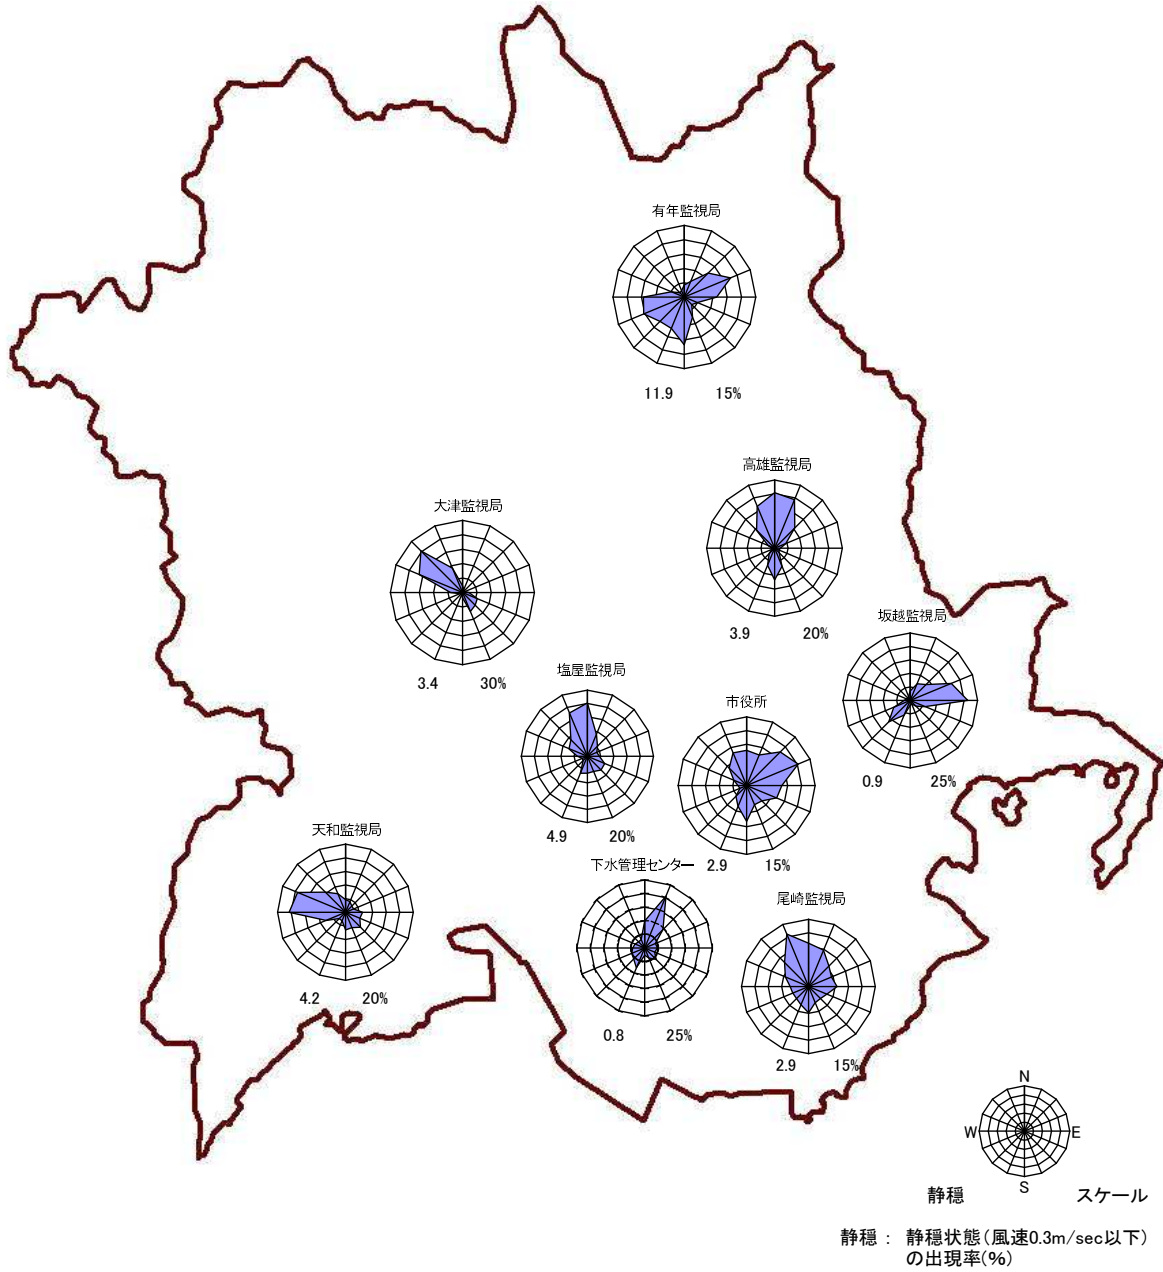 有年監視局
11.9 15%
高雄監視局
3.9 20%
大津監視局
3.4 30%
坂越監視局
0.9 25%
塩屋監視局
4.9 20%
市役所
2.9 15%
天和監視局
4.2 20%
下水管理センター
0.8 25%
尾崎監視局
2.9 15%
N
W E
S
静穏 スケール
静穏： 静穏状態（風速0.3m/sec以下）
の出現率(%)